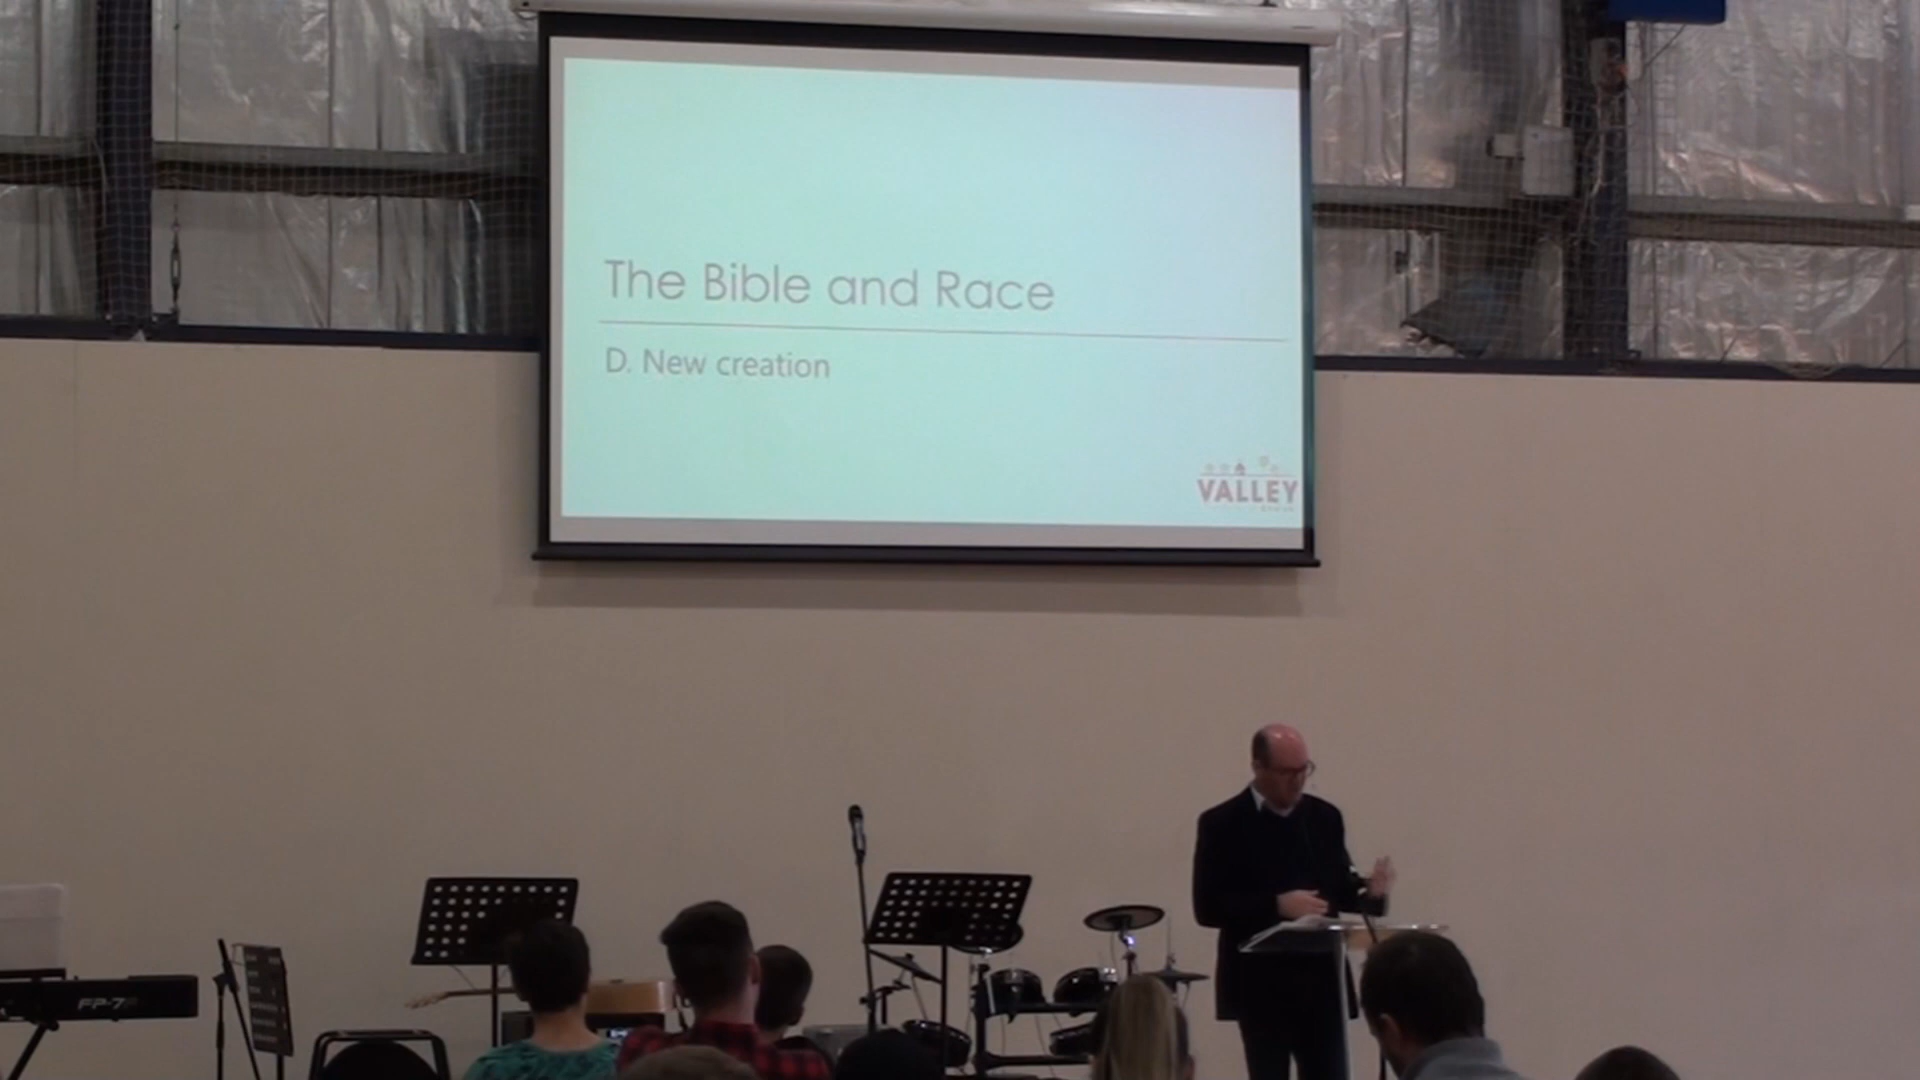 The Bible and Race
D. New creation
VALLEY
FP-7